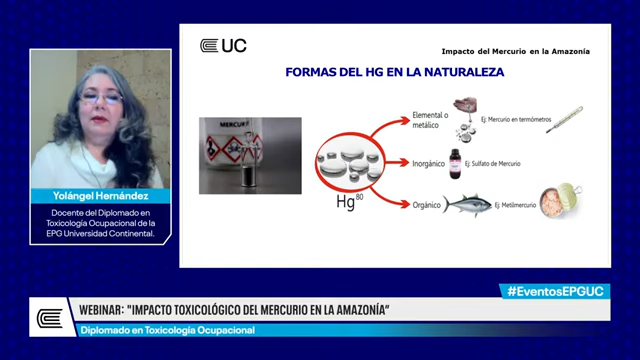 UC
Impacto del Mercurio en la Amazonía
FORMAS DEL HG EN LA NATURALEZA
MERCURIO
Elemental o
metálico
Ej: Mercurio en termómetros
Inorgánico
Ej: Sulfato de Mercurio
Hg80
Orgánico
Ej: Metilmercurio
Yolángel Hernández
Docente del Diplomado en
Toxicología Ocupacional de la
EPG Universidad Continental.
#EventosEPGUC
WEBINAR: "IMPACTO TOXICOLÓGICO DEL MERCURIO EN LA AMAZONÍA"
Diplomado en Toxicología Ocupacional